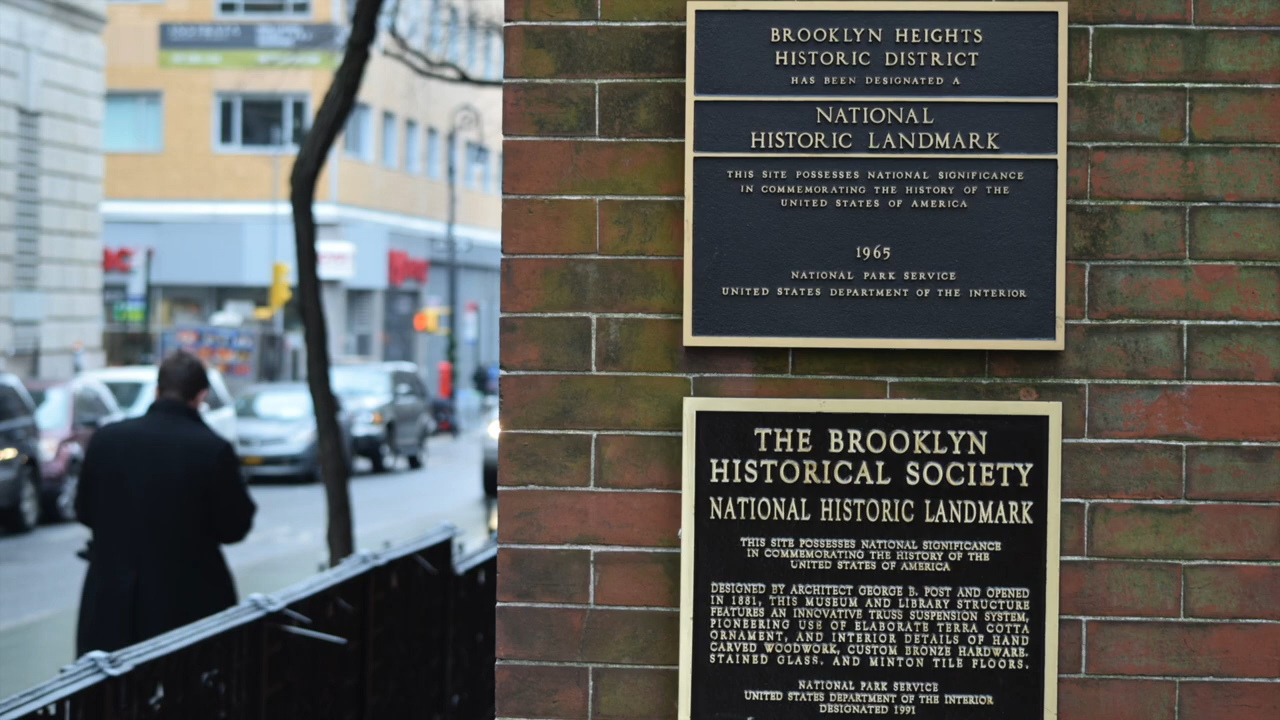 BROOKLYN HEIGHTS
HISTORIC DISTRICT
HAS BEEN DESIGNATED A
NATIONAL
HISTORIC LANDMARK
THIS SITE POSSESSES NATIONAL SIGNIFICANCE
IN COMMEMORATING THE HISTORY OF THE
UNITED STATES OF AMERICA
1965
NATIONAL PARK SERVICE
UNITED STATES DEPARTMENT OF THE INTERIOR
THE BROOKLYN
HISTORICAL SOCIETY
NATIONAL HISTORIC LANDMARK
THIS SITE POSSESSES NATIONAL SIGNIFICANCE
IN COMMEMORATING THE HISTORY OF THE
UNITED STATES OF AMERICA
DESIGNED BY ARCHITECT GEORGE B. POST AND OPENED
IN 1881, THIS MUSEUM AND LIBRARY STRUCTURE
FEATURES AN INNOVATIVE TRUSS SUSPENSION SYSTEM,
PIONEERING USE OF ELABORATE TERRA COTTA
ORNAMENT, AND INTERIOR DETAILS OF HAND
CARVED WOODWORK, CUSTOM BRONZE HARDWARE,
STAINED GLASS, AND MINTON TILE FLOORS.
NATIONAL PARK SERVICE
UNITED STATES DEPARTMENT OF THE INTERIOR
DESIGNATED 1991